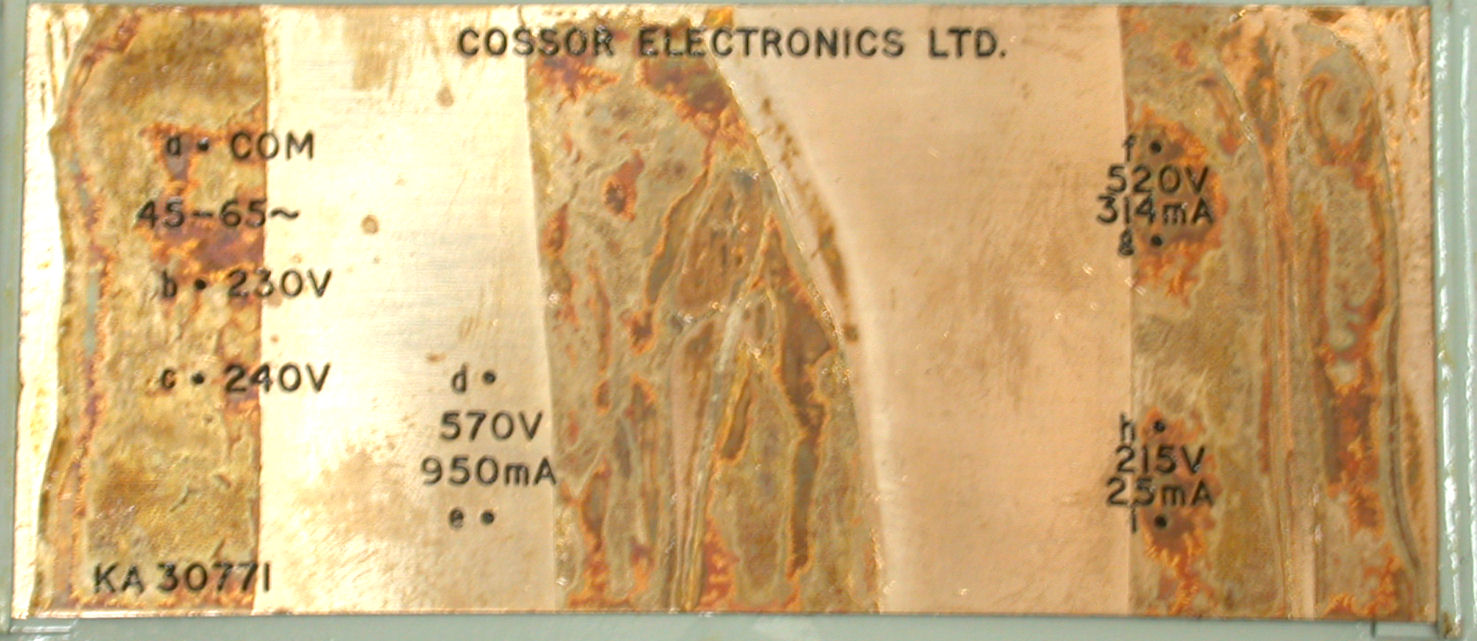 COSSOR ELECTRONICS LTD.
a • COM
45-65~
b • 230V
c • 240V
d •
570V
950mA
e •
f •
520V
314mA
g •
h •
215V
25mA
i •
KA 30771